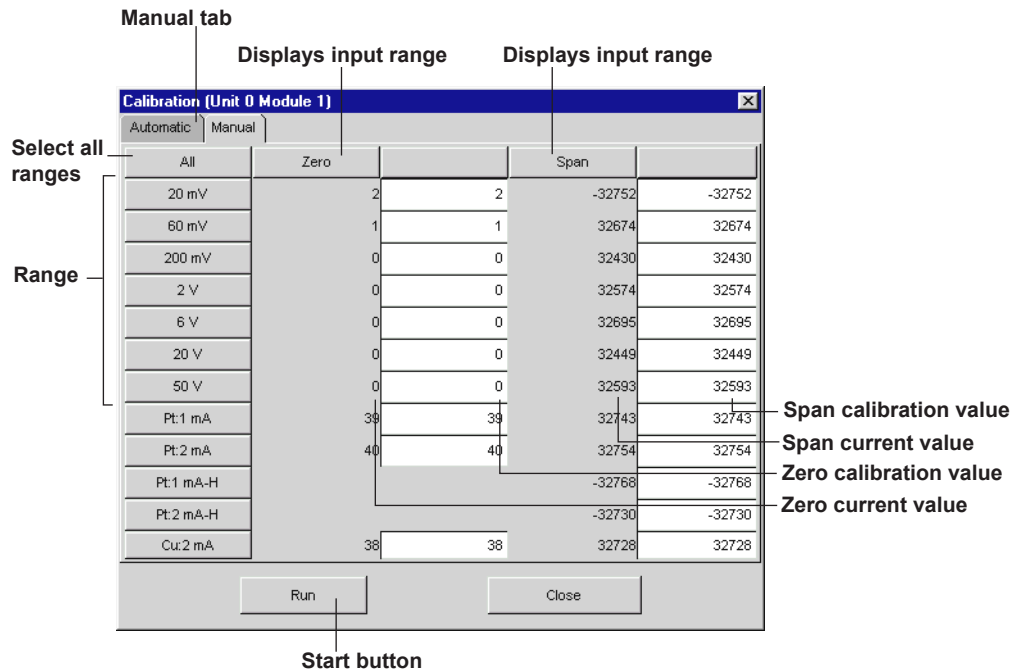 Manual tab
Displays input range Displays input range
Calibration (Unit 0 Module 1)
Automatic Manual
Select all ranges
All Zero Span
Range
20 mV 2 2 -32752 -32752
60 mV 1 1 32674 32674
200 mV 0 0 32430 32430
2 V 0 0 32574 32574
6 V 0 0 32695 32695
20 V 0 0 32449 32449
50 V 0 0 32593 32593
Pt:1 mA 39 39 32743 32743
Pt:2 mA 40 40 32754 32754
Pt:1 mA-H -32768 -32768
Pt:2 mA-H -32730 -32730
Cu:2 mA 38 38 32728 32728
Span calibration value
Span current value
Zero calibration value
Zero current value
Run Close
Start button